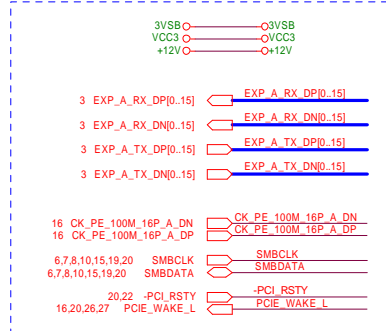 3VSB 3VSB
VCC3 VCC3
+12V +12V
3 EXP_A_RX_DP[0..15] EXP_A_RX_DP[0..15]
3 EXP_A_RX_DN[0..15] EXP_A_RX_DN[0..15]
3 EXP_A_TX_DP[0..15] EXP_A_TX_DP[0..15]
3 EXP_A_TX_DN[0..15] EXP_A_TX_DN[0..15]
16 CK_PE_100M_16P_A_DN CK_PE_100M_16P_A_DN
16 CK_PE_100M_16P_A_DP CK_PE_100M_16P_A_DP
6,7,8,10,15,19,20 SMBCLK SMBCLK
6,7,8,10,15,19,20 SMBDATA SMBDATA
20,22 -PCI_RSTY -PCI_RSTY
16,20,26,27 PCIE_WAKE_L PCIE_WAKE_L